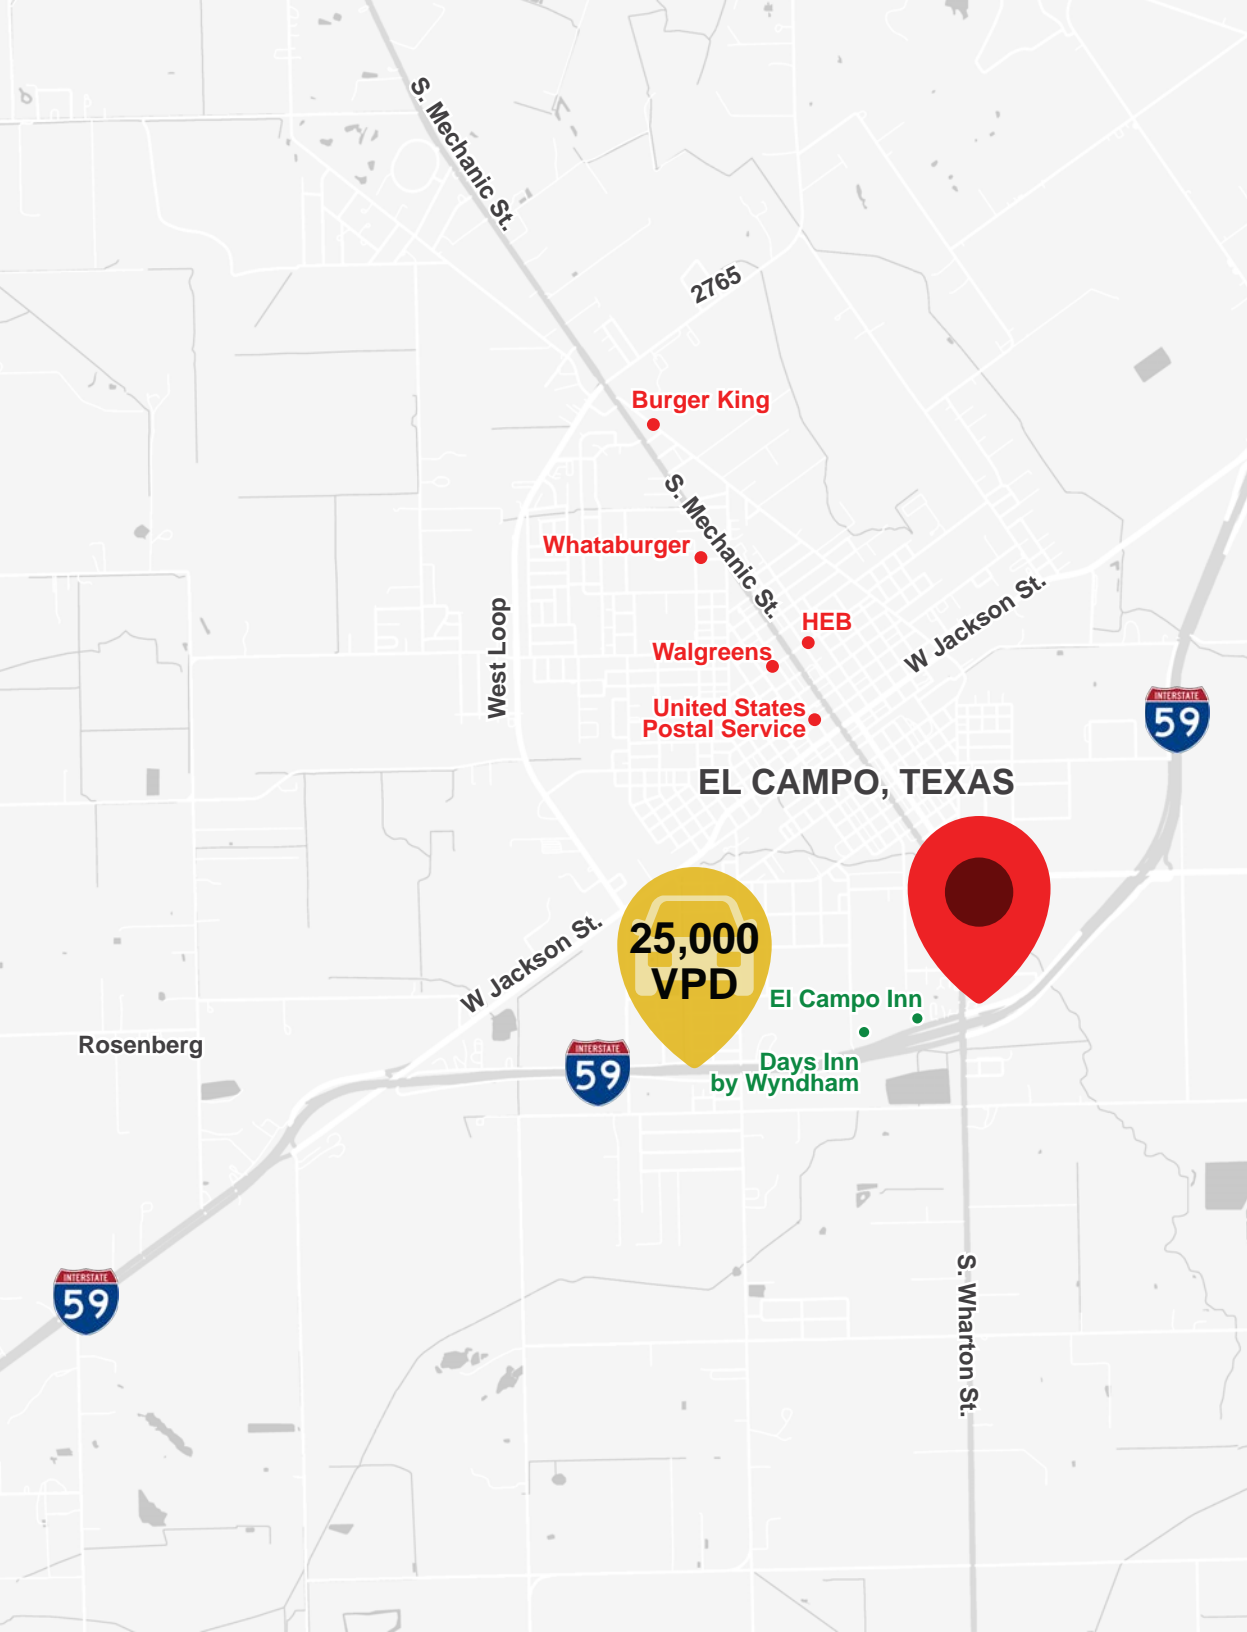 S. Mechanic St.
2765
Burger King
S. Mechanic St.
Whataburger
W Jackson St.
West Loop
HEB
Walgreens
United States
Postal Service
INTERSTATE
59
EL CAMPO, TEXAS
25,000
VPD
W Jackson St.
El Campo Inn
Rosenberg
INTERSTATE
59
Days Inn
by Wyndham
INTERSTATE
59
S. Wharton St.